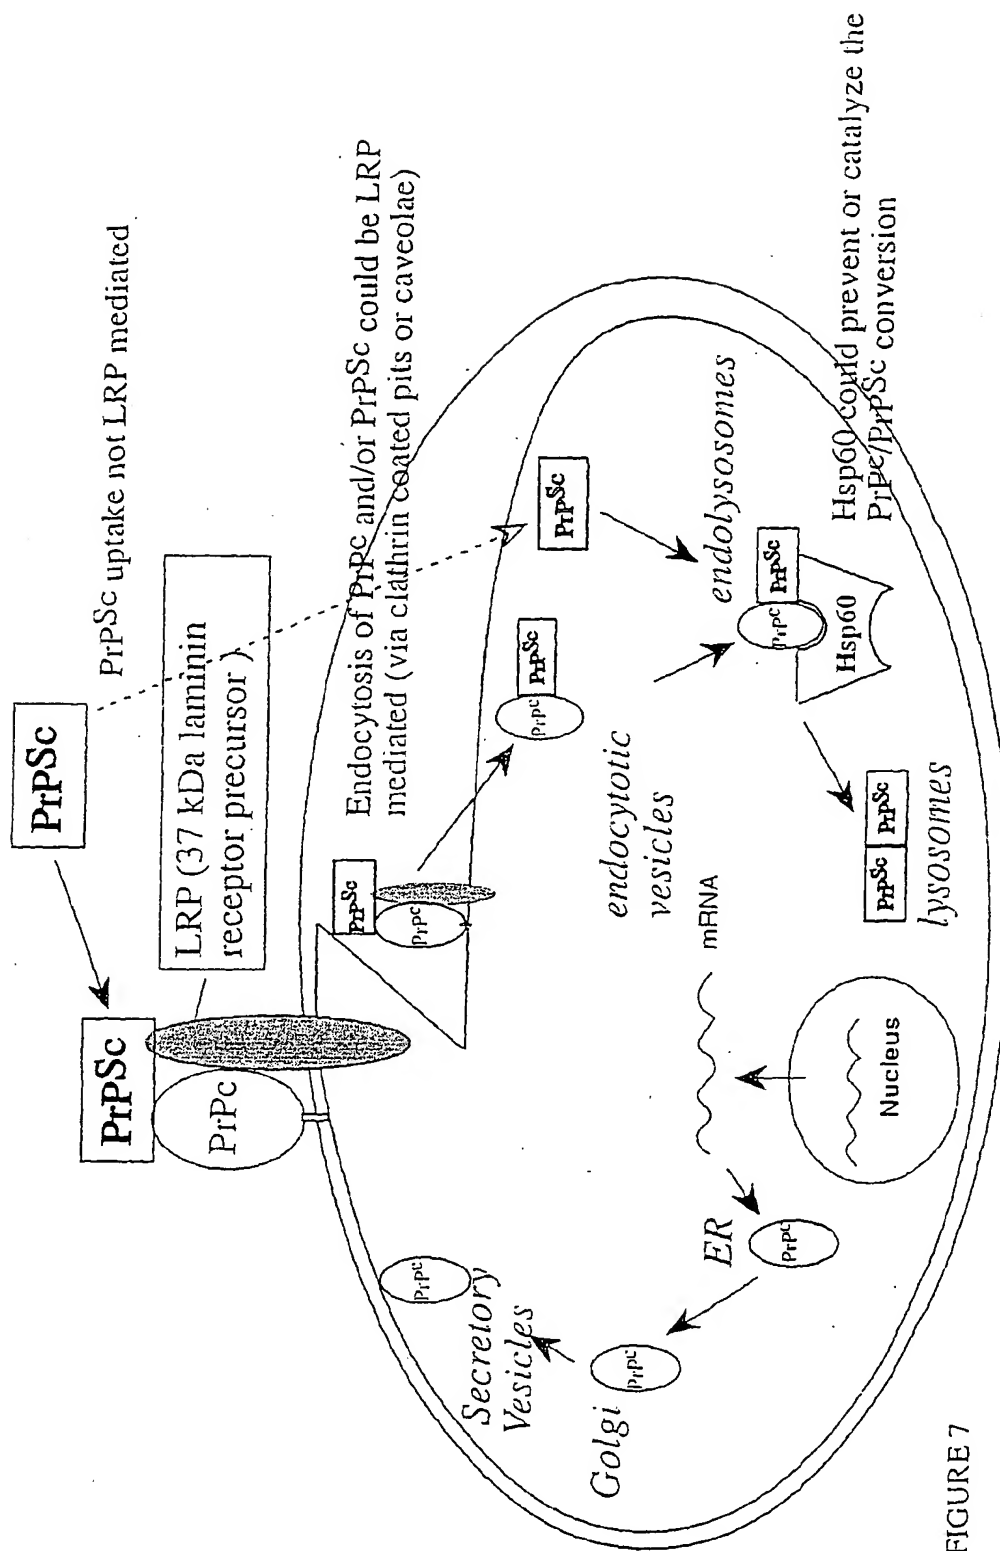 PrPSc
PrPSc uptake not LRP mediated
PrPSc
PrPc
LRP (37 kDa laminin
receptor precursor )
Endocytosis of PrPc and/or PrPSc could be LRP
mediated (via clathrin coated pits or caveolae)
PrPSc
PrPc
PrPc
Secretory
Vesicles
PrPc
PrPSc
PrPSc
endocytotic
vesicles
endolysosomes
Golgi
PrPc
ER
PrPc
mRNA
PrPc
PrPSc
Hsp60
Hsp60 could prevent or catalyze the
PrPc/PrPSc conversion
Nucleus
PrPSc
PrPSc
lysosomes
FIGURE 7